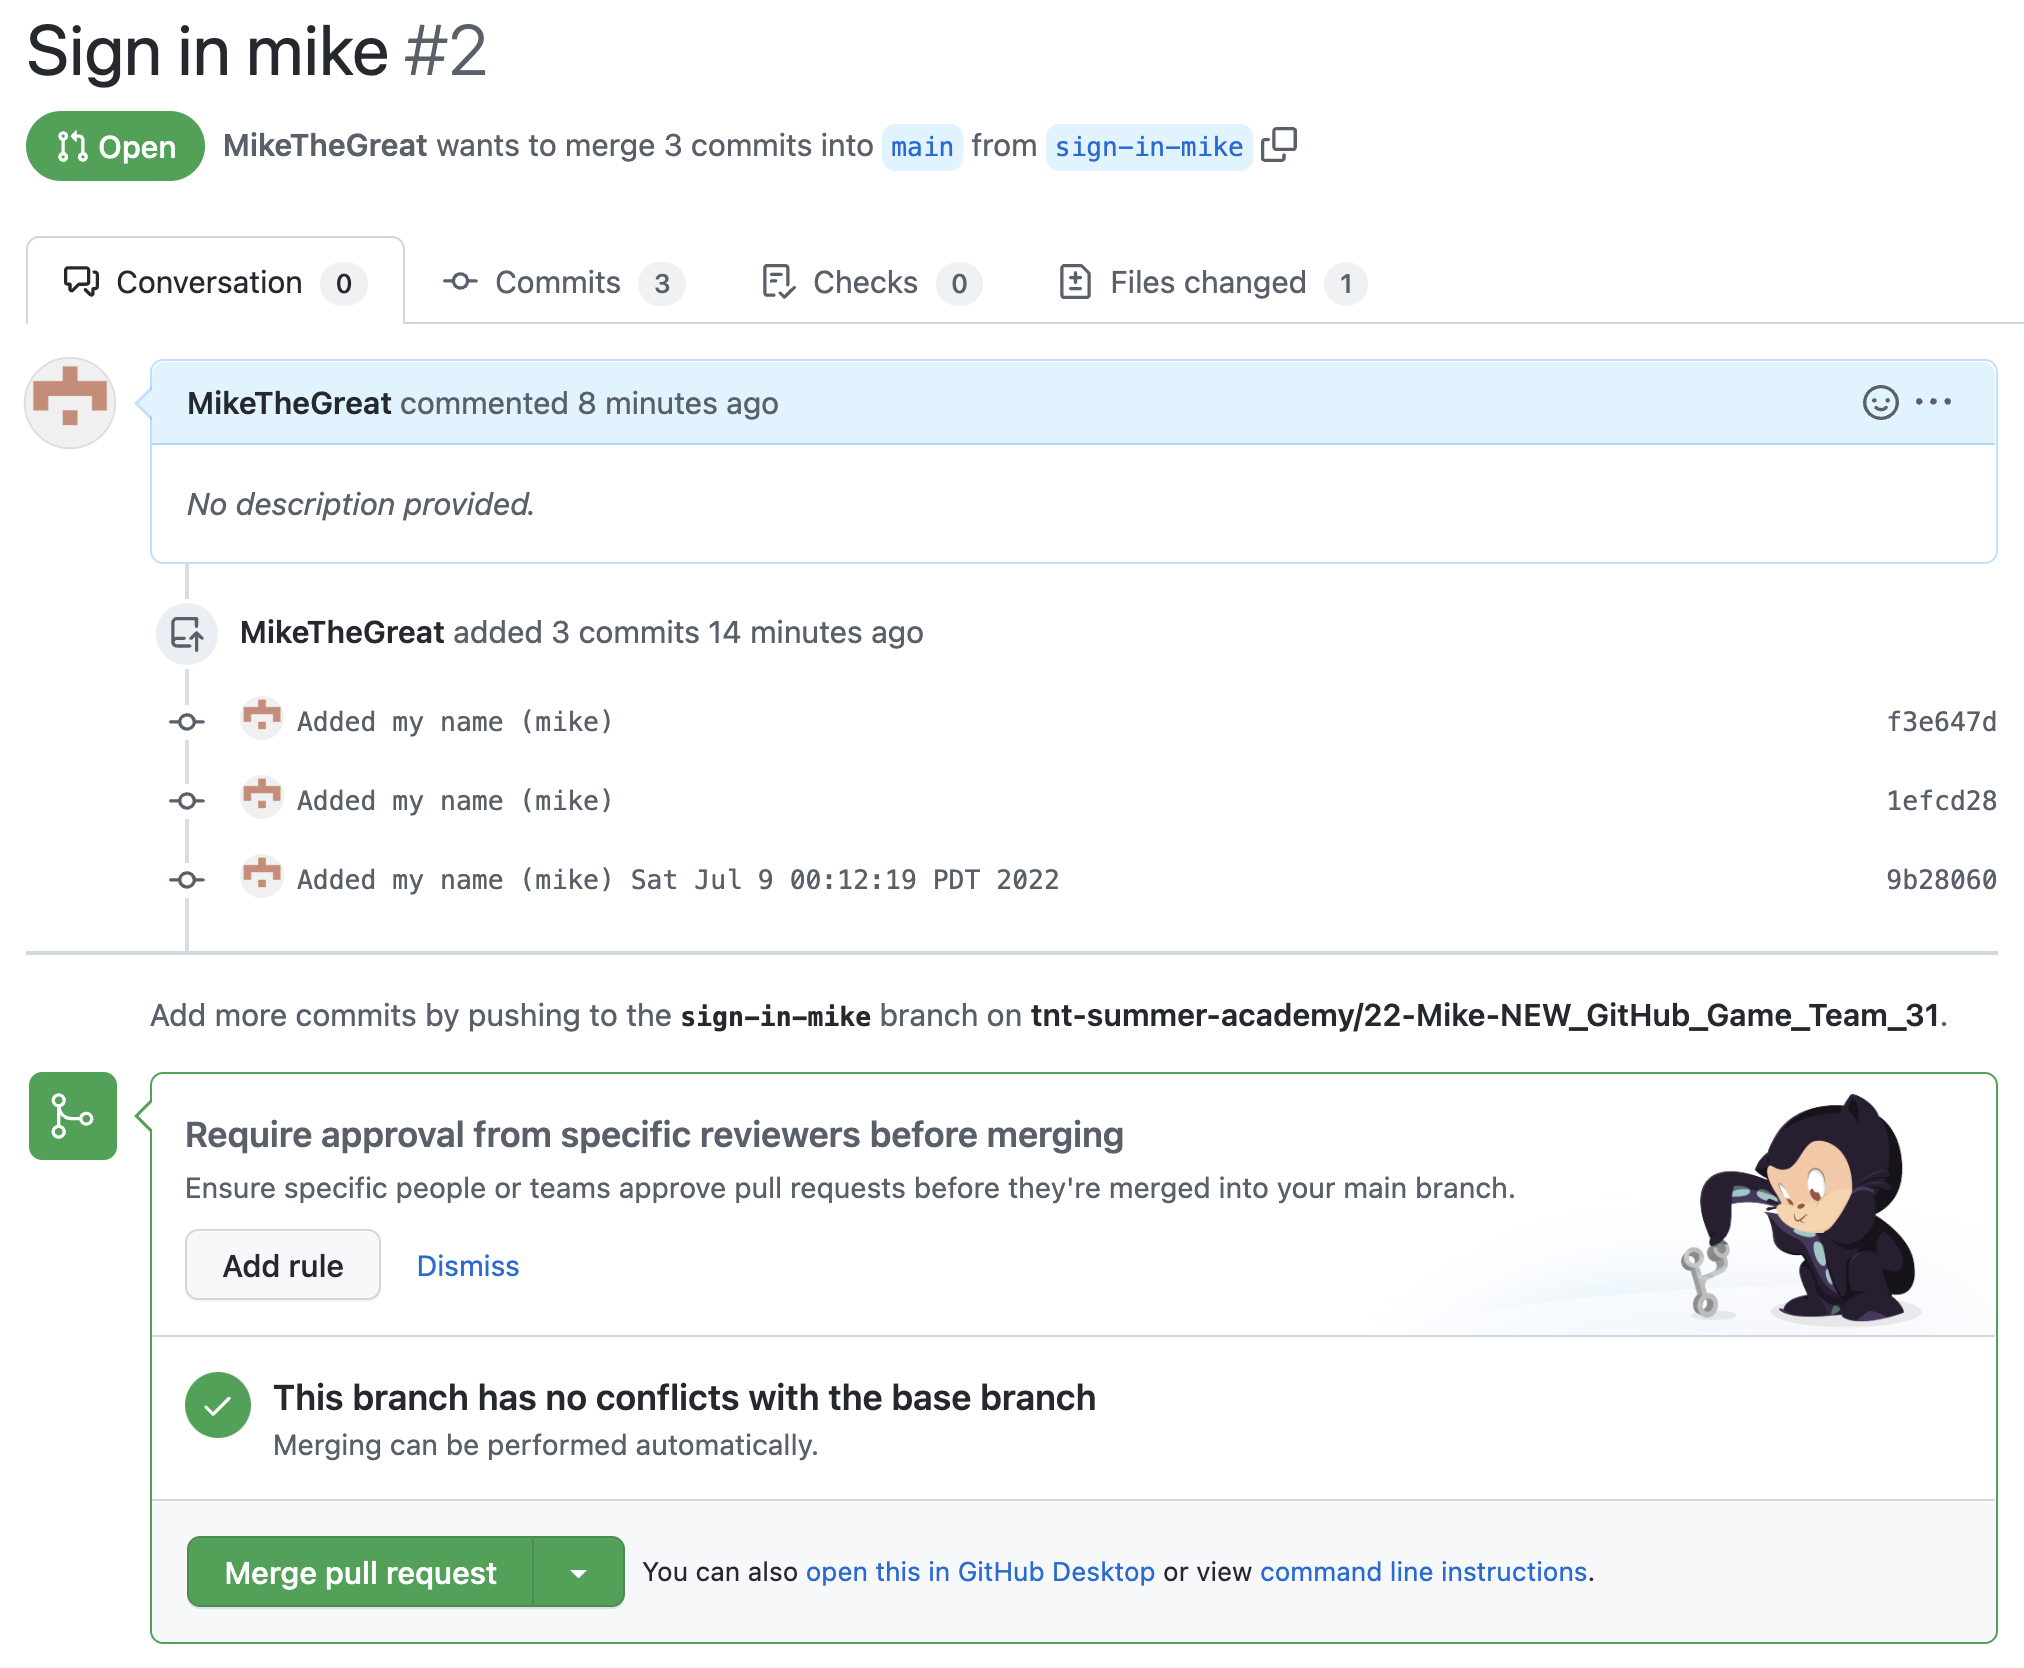 Sign in mike #2
Open MikeTheGreat wants to merge 3 commits into main from sign-in-mike
Conversation 0 Commits 3 Checks 0 Files changed 1
MikeTheGreat commented 8 minutes ago
No description provided.
MikeTheGreat added 3 commits 14 minutes ago
Added my name (mike) f3e647d
Added my name (mike) 1efcd28
Added my name (mike) Sat Jul 9 00:12:19 PDT 2022 9b28060
Add more commits by pushing to the sign-in-mike branch on tnt-summer-academy/22-Mike-NEW_GitHub_Game_Team_31.
Require approval from specific reviewers before merging
Ensure specific people or teams approve pull requests before they're merged into your main branch.
Add rule Dismiss
This branch has no conflicts with the base branch
Merging can be performed automatically.
Merge pull request You can also open this in GitHub Desktop or view command line instructions.